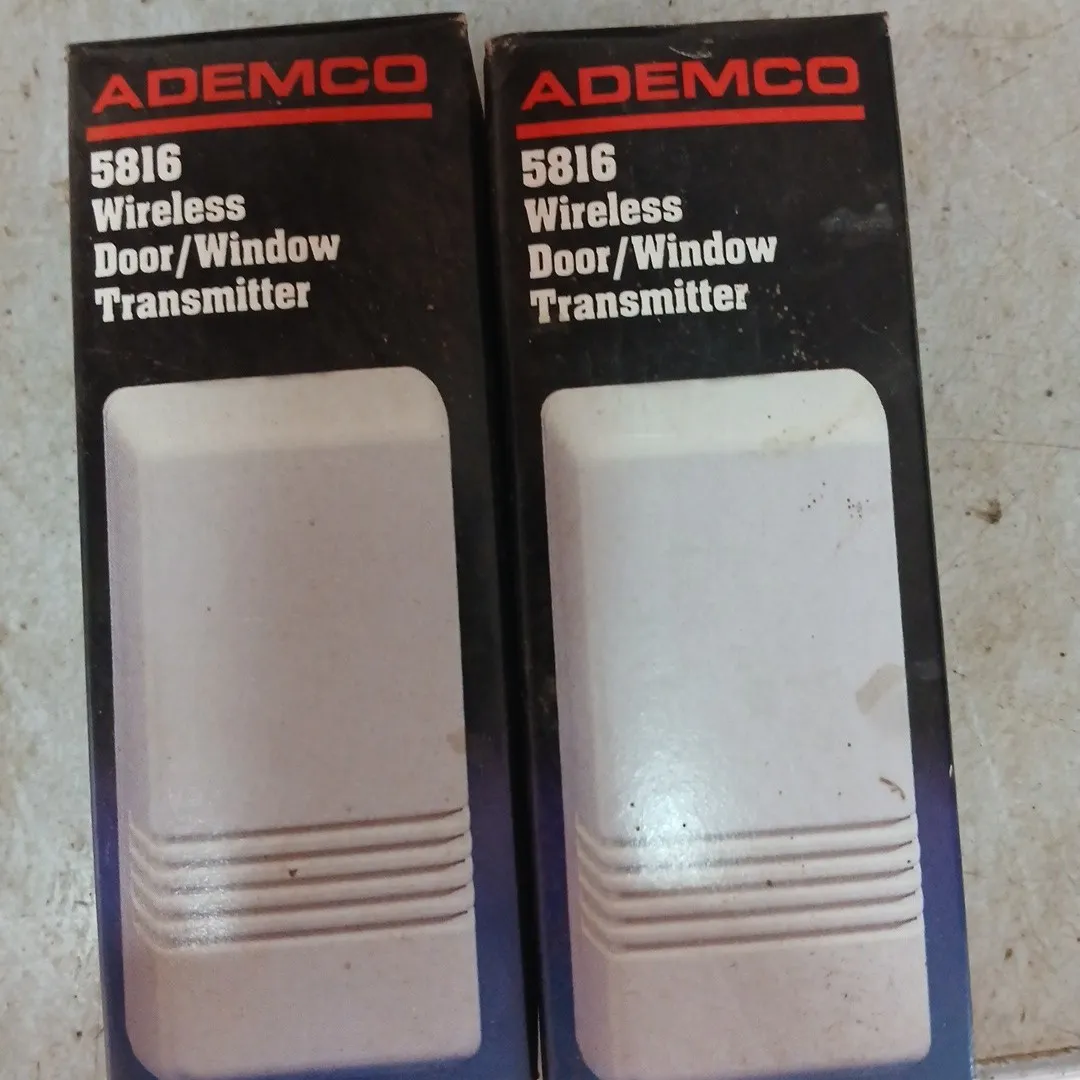 ADEMCO
5816
Wireless
Door/Window
Transmitter
ADEMCO
5816
Wireless
Door/Window
Transmitter